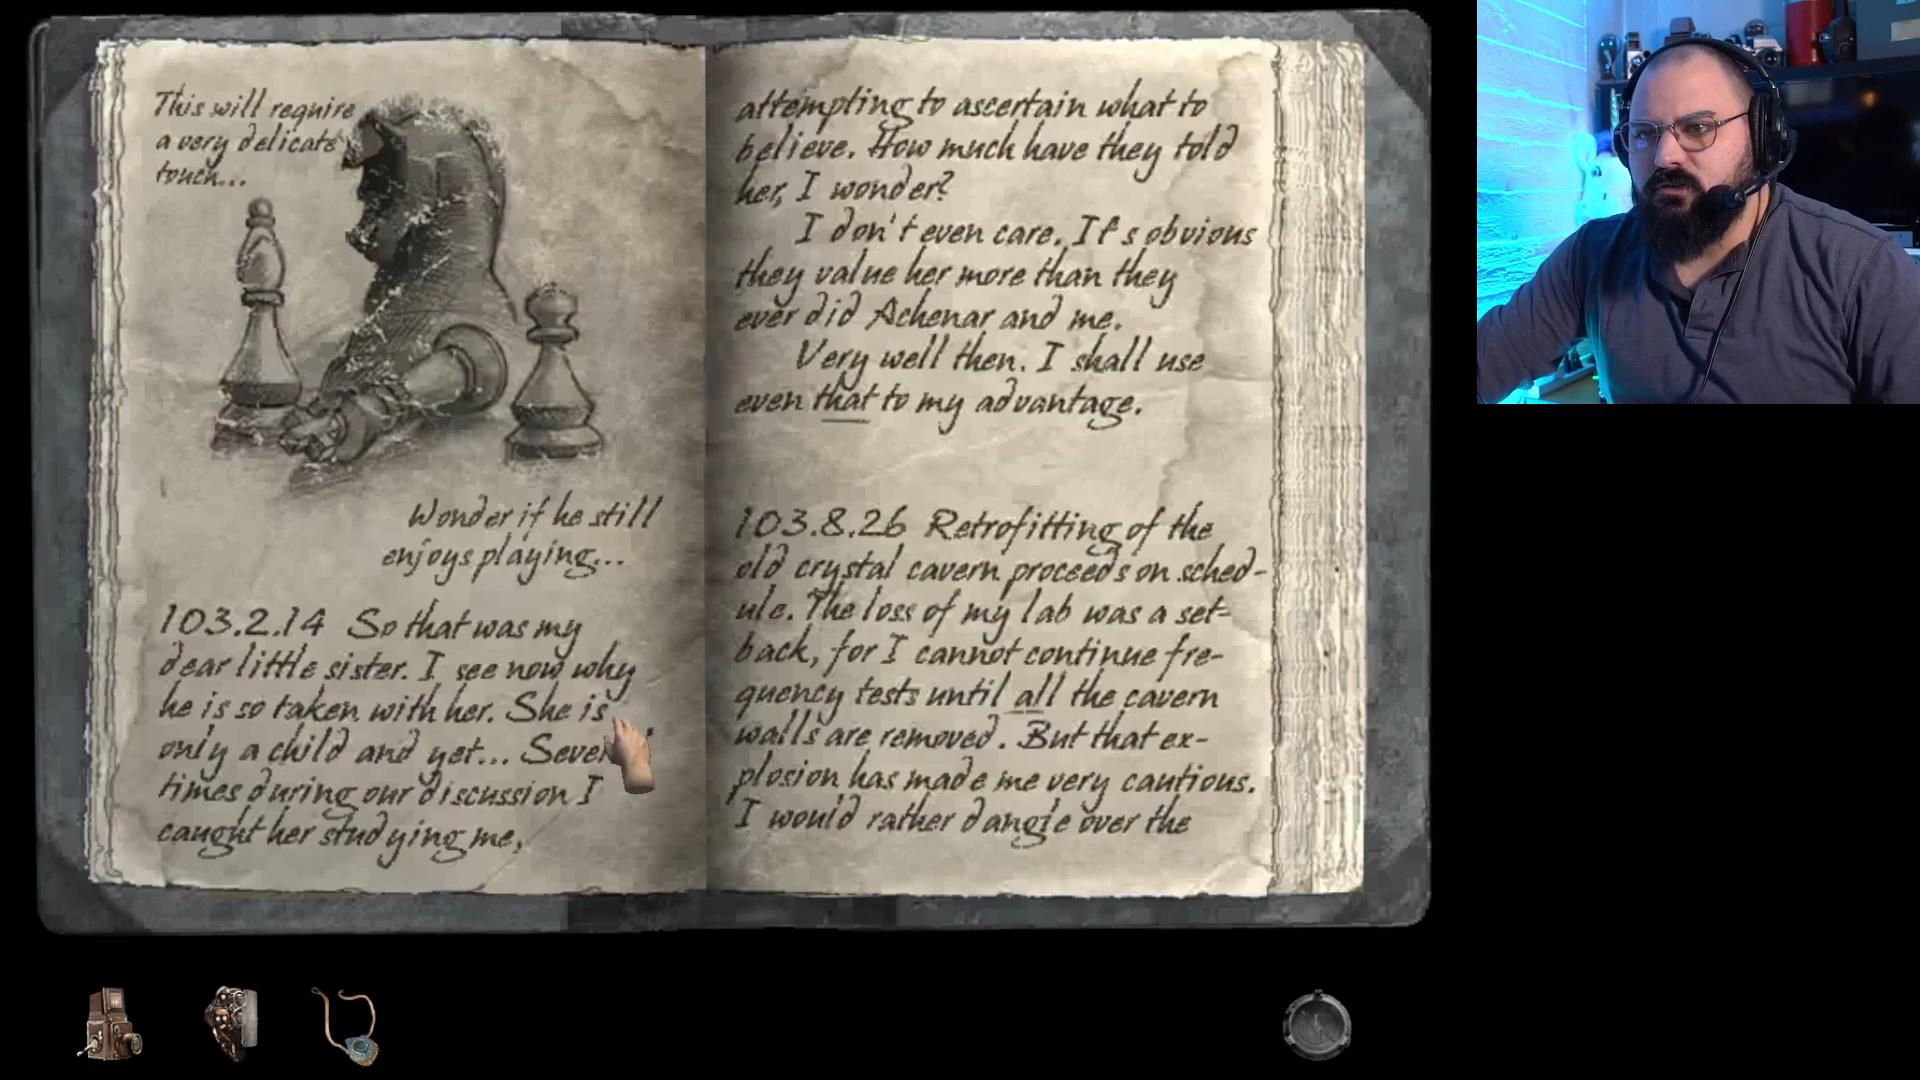 This will require
a very delicate
touch...
Wonder if he still
enjoys playing...
103.2.14 So that was my
dear little sister. I see now why
he is so taken with her. She is
only a child and yet...
times during our discussion I
caught her studying me,
attempting to ascertain what to
believe. How much have they told
her, I wonder?
I don't even care. It's obvious
they value her more than they
ever did Achenar and me.
Very well then. I shall use
even that to my advantage.
103.8.26 Retrofitting of the
old crystal cavern proceeds on sched-
ule. The loss of my lab was a set-
back, for I cannot continue fre-
quency tests until all the cavern
walls are removed. But that ex-
plosion has made me very cautious.
I would rather dangle over the